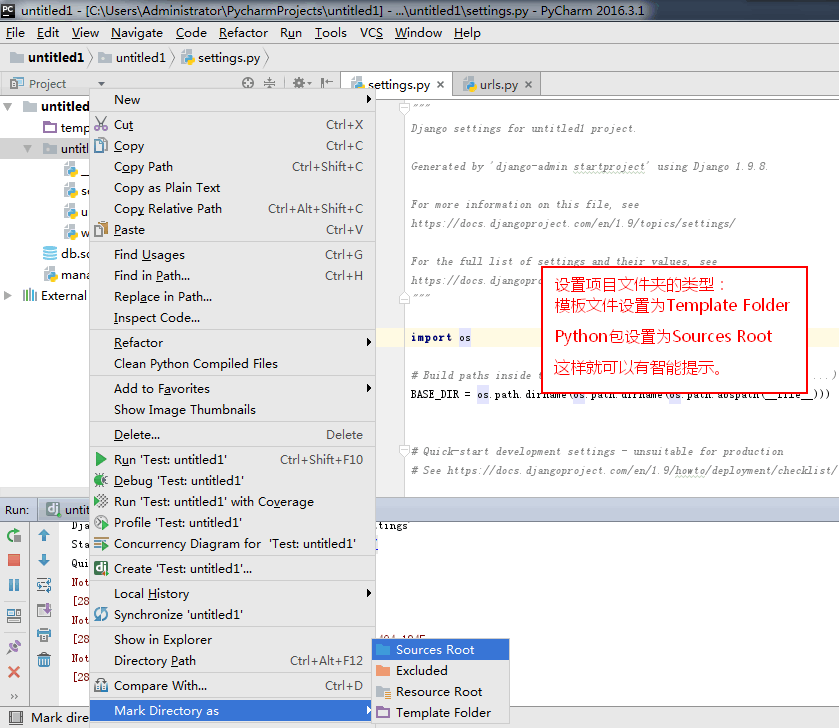 PC untitled1 - [C:\Users\Administrator\PycharmProjects\untitled1] - ...\untitled1\settings.py - PyCharm 2016.3.1
File Edit View Navigate Code Refactor Run Tools VCS Window Help
untitled1 untitled1 settings.py
Project settings.py urls.py
untitled
temp
untitl
db.sq
mana
External
New
Cut Ctrl+X
Copy Ctrl+C
Copy Path Ctrl+Shift+C
Copy as Plain Text
Copy Relative Path Ctrl+Alt+Shift+C
Paste Ctrl+V
Find Usages Ctrl+G
Find in Path... Ctrl+H
Replace in Path...
Inspect Code...
Refactor
Clean Python Compiled Files
Add to Favorites
Show Image Thumbnails
Delete... Delete
Run 'Test: untitled1' Ctrl+Shift+F10
Debug 'Test: untitled1'
Run 'Test: untitled1' with Coverage
Profile 'Test: untitled1'
Concurrency Diagram for 'Test: untitled1'
Create 'Test: untitled1'...
Local History
Synchronize 'untitled1'
Show in Explorer
Directory Path Ctrl+Alt+F12
Compare With... Ctrl+D
Mark Directory as
Sources Root
Excluded
Resource Root
Template Folder
"""
Django settings for untitled1 project.
Generated by 'django-admin startproject' using Django 1.9.8.
For more information on this file, see
https://docs.djangoproject.com/en/1.9/topics/settings/
For the full list of settings and their values, see
https://docs.djangopro
"""
import os
# Build paths inside t ...)
BASE_DIR = os.path.dirname(os.path.dirname(os.path.abspath(__file__)))
# Quick-start development settings - unsuitable for production
# See https://docs.djangoproject.com/en/1.9/howto/deployment/checklist/
设置项目文件夹的类型：
模板文件设置为Template Folder
Python包设置为Sources Root
这样就可以有智能提示。
Run: dj untit
Dja tings'
Sta
Qui
Not
[28
Not
[28
Not
[28
Mark dire